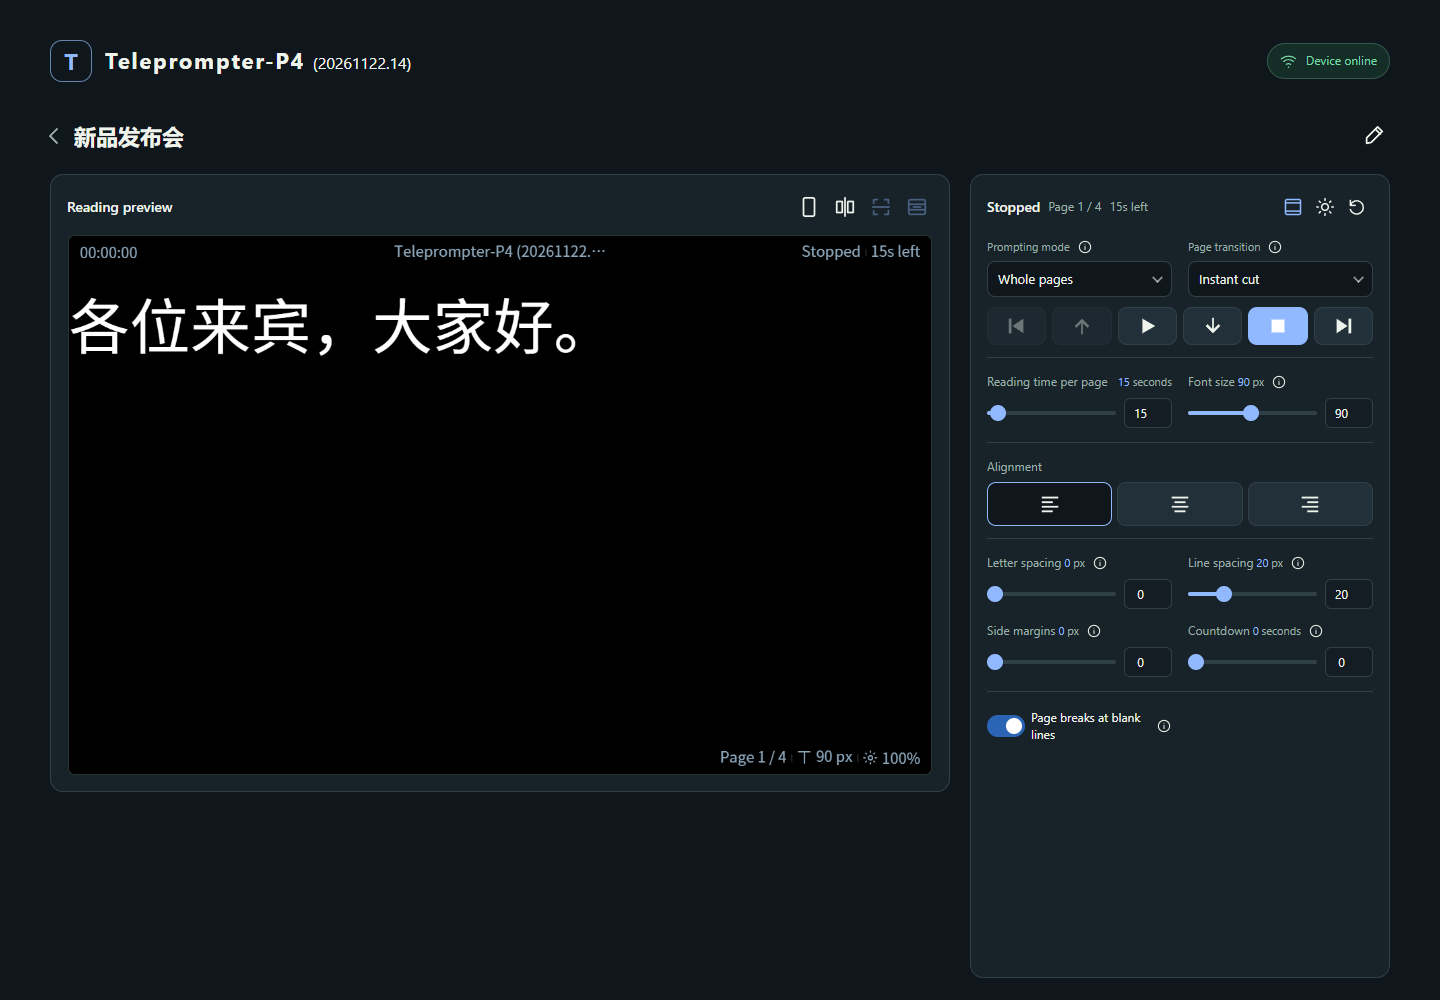 T Teleprompter-P4 (20261122.14)
Device online
新品发布会
Reading preview
00:00:00
Teleprompter-P4 (20261122.···
Stopped 15s left
各位来宾，大家好。
Page 1 / 4 90 px 100%
Stopped Page 1 / 4 15s left
Prompting mode
Page transition
Whole pages
Instant cut
Reading time per page 15 seconds
Font size 90 px
15
90
Alignment
Letter spacing 0 px
Line spacing 20 px
0
20
Side margins 0 px
Countdown 0 seconds
0
0
Page breaks at blank
lines